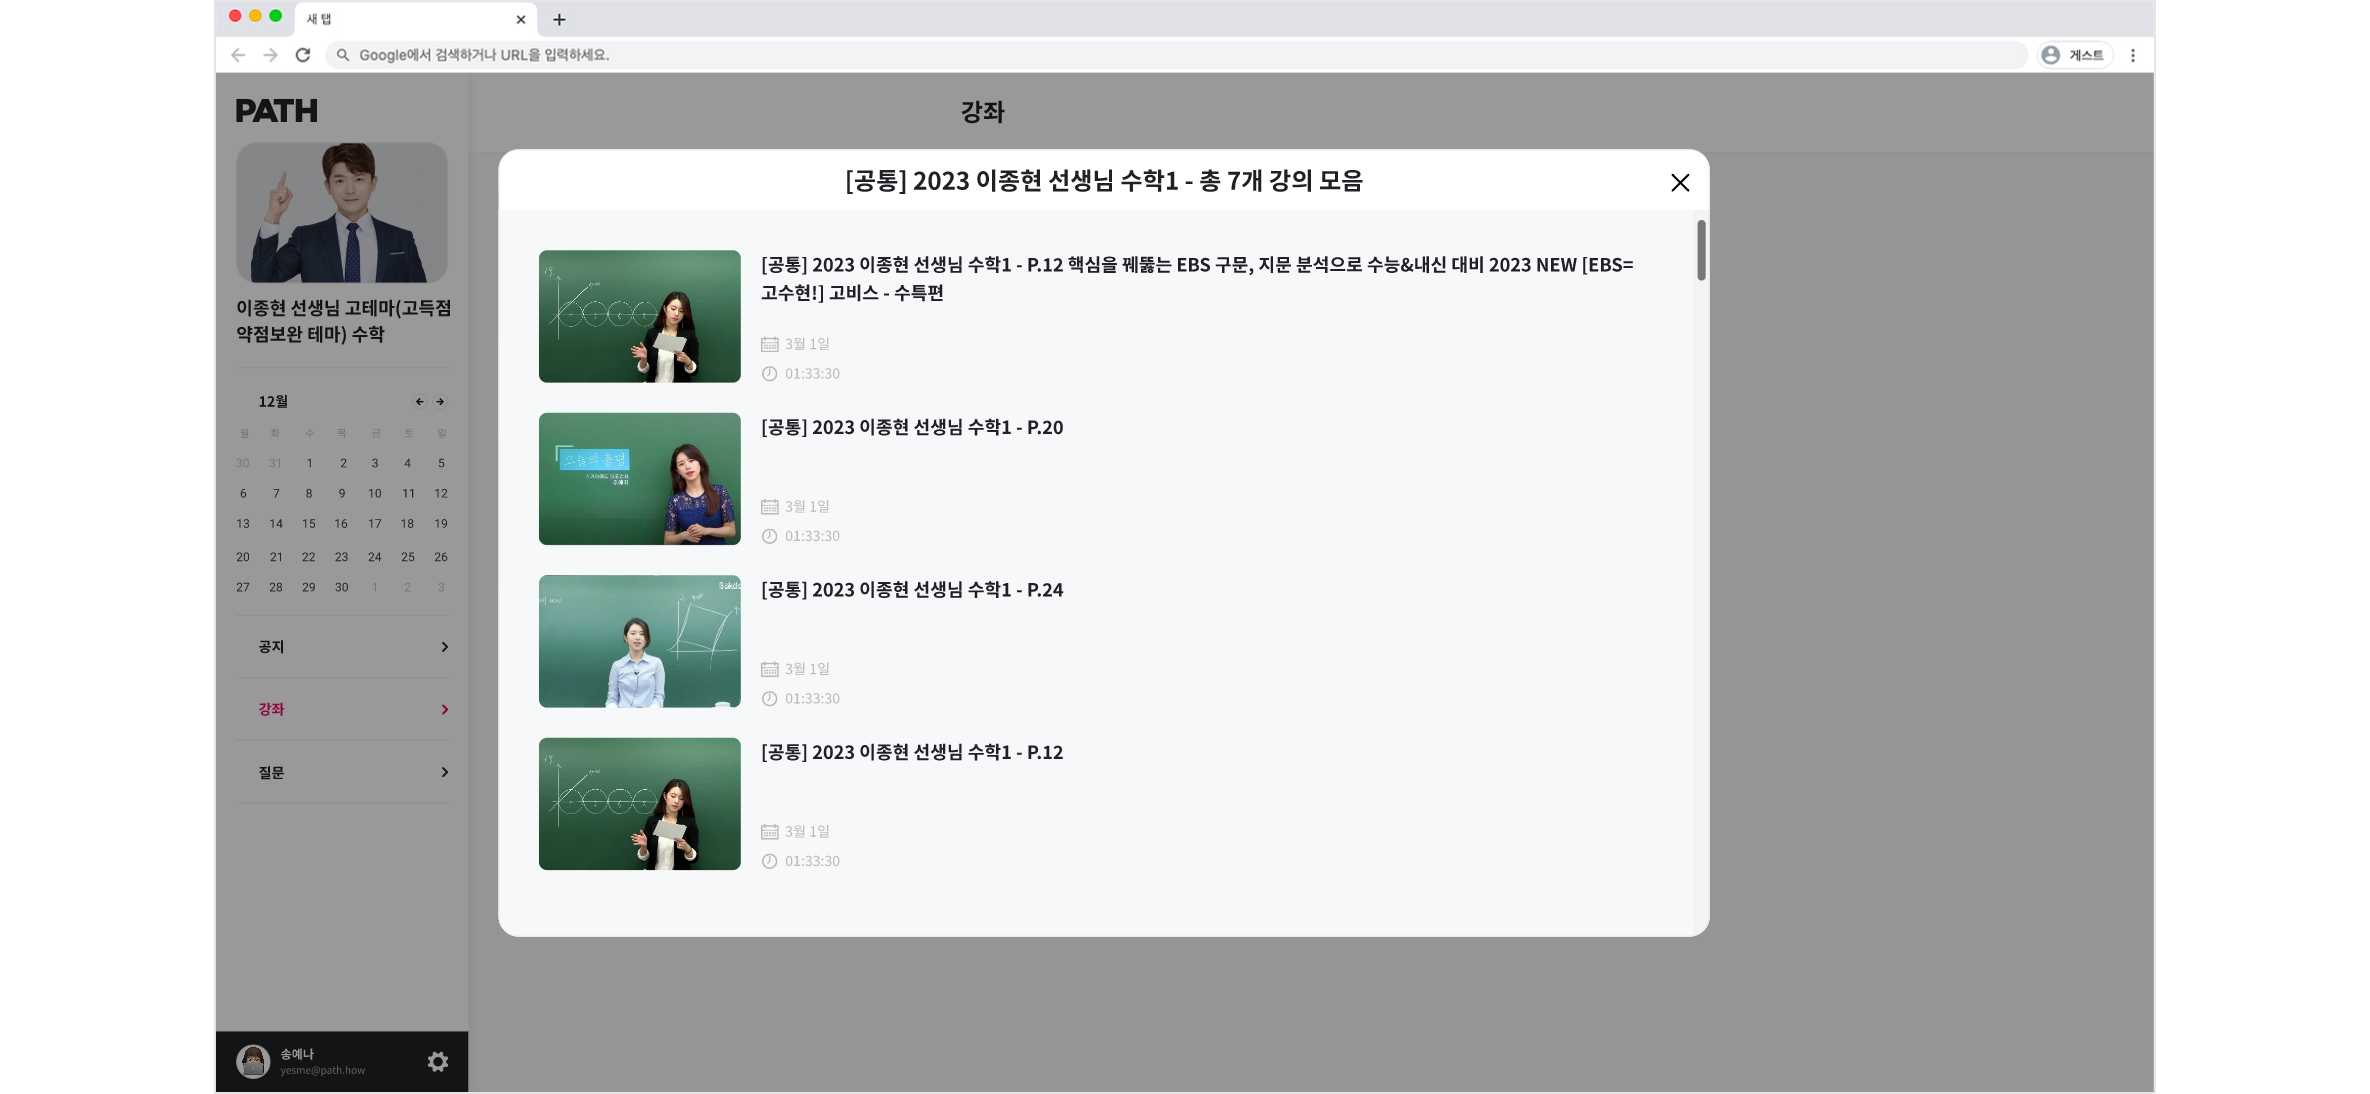 새 탭
Google에서 검색하거나 URL을 입력하세요.
게스트
PATH
강좌
이종현 선생님 고테마(고득점
약점보완 테마) 수학
12월
월 화 수 목 금 토 일
30 31 1 2 3 4 5
6 7 8 9 10 11 12
13 14 15 16 17 18 19
20 21 22 23 24 25 26
27 28 29 30 1 2 3
공지
강좌
질문
송예나
yesme@path.how
[공통] 2023 이종현 선생님 수학1 - 총 7개 강의 모음
[공통] 2023 이종현 선생님 수학1 - P.12 핵심을 꿰뚫는 EBS 구문, 지문 분석으로 수능&내신 대비 2023 NEW [EBS=
고수현!] 고비스 - 수특편
3월 1일
01:33:30
오늘의 총평
[공통] 2023 이종현 선생님 수학1 - P.20
3월 1일
01:33:30
[공통] 2023 이종현 선생님 수학1 - P.24
3월 1일
01:33:30
[공통] 2023 이종현 선생님 수학1 - P.12
3월 1일
01:33:30